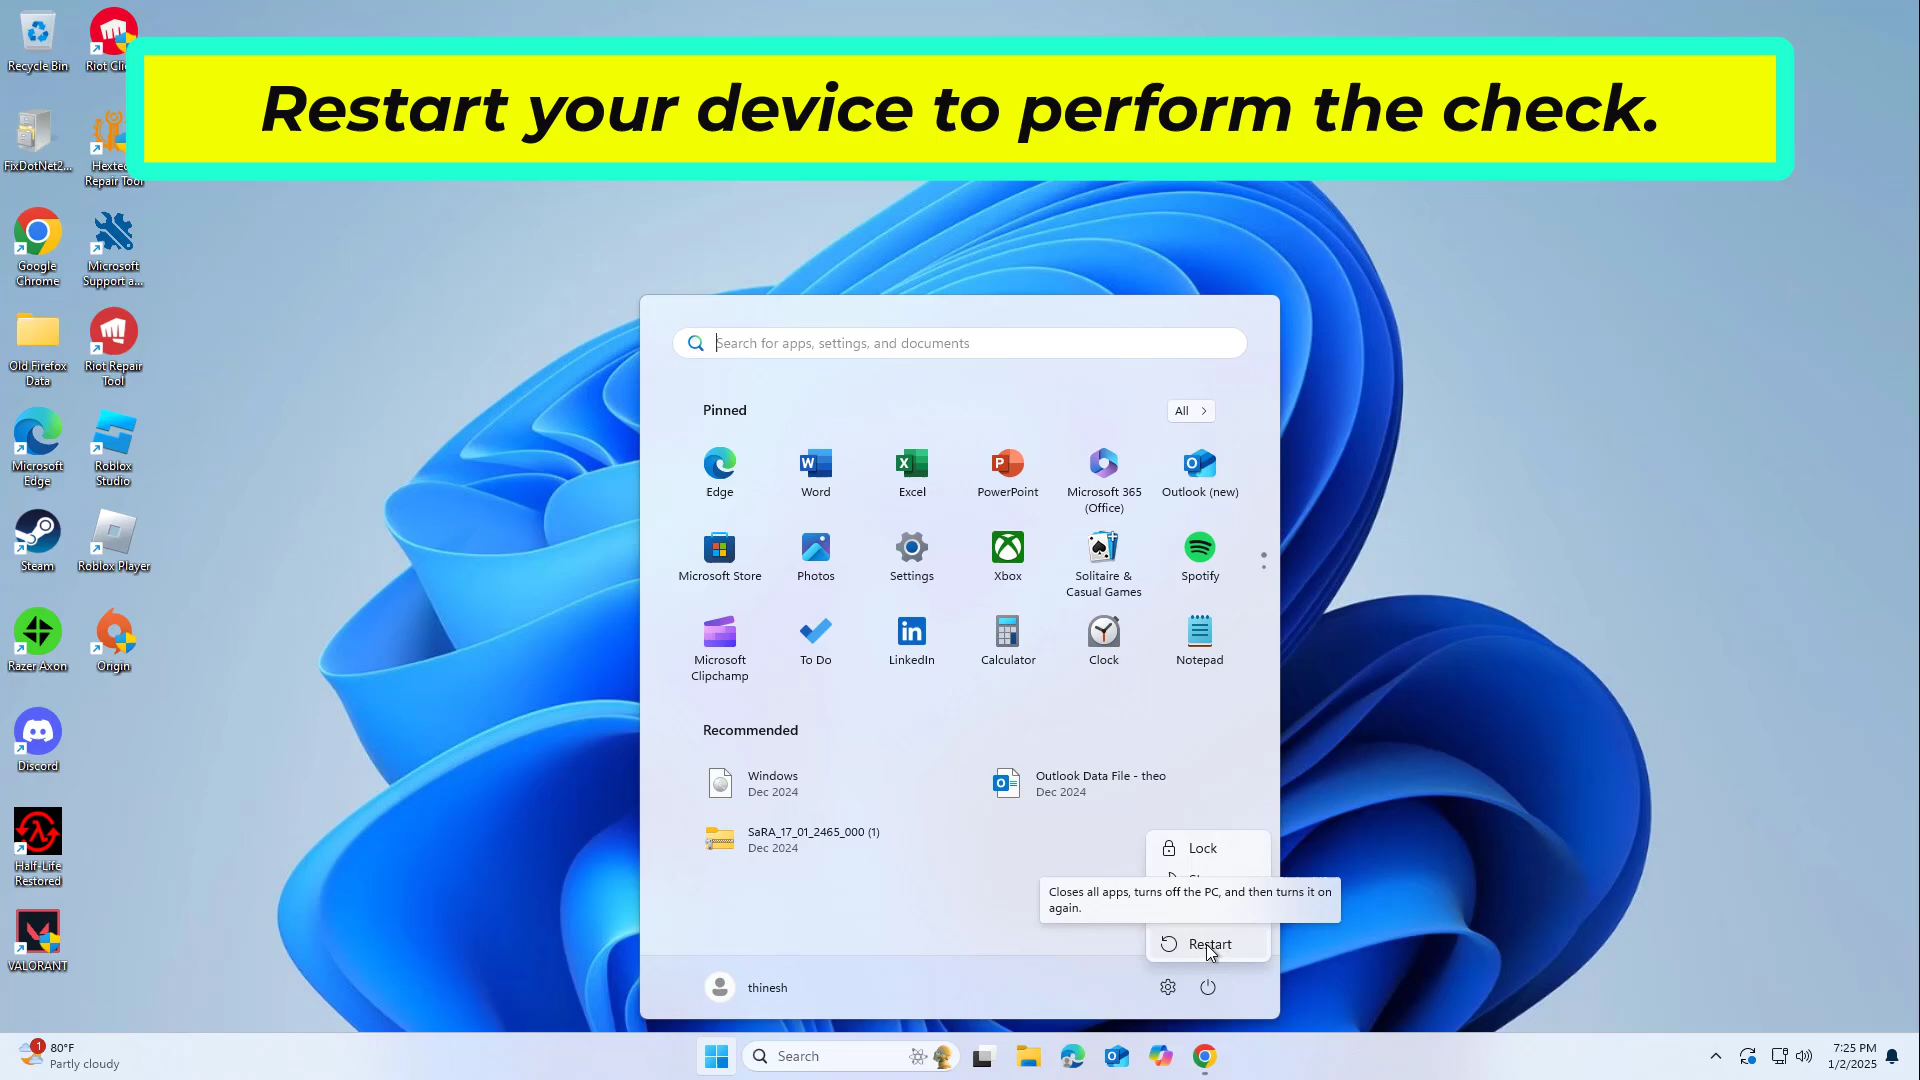 Restart your device to perform the check.
Recycle Bin
FixDotNet2...
Hextec
Repair Tool
Google
Chrome
Microsoft
Support a...
Old Firefox
Data
Riot Repair
Tool
Microsoft
Edge
Roblox
Studio
Steam
Roblox Player
Razer Axon
Origin
Discord
Half-Life
Restored
VALORANT
Search for apps, settings, and documents
Pinned
All
Edge
Word
Excel
PowerPoint
Microsoft 365
(Office)
Outlook (new)
Microsoft Store
Photos
Settings
Xbox
Solitaire &
Casual Games
Spotify
Microsoft
Clipchamp
To Do
LinkedIn
Calculator
Clock
Notepad
Recommended
Windows
Dec 2024
Outlook Data File - theo
Dec 2024
SaRA_17_01_2465_000 (1)
Dec 2024
Lock
Closes all apps, turns off the PC, and then turns it on
again.
Restart
thinesh
1
80°F
Partly cloudy
Search
7:25 PM
1/2/2025